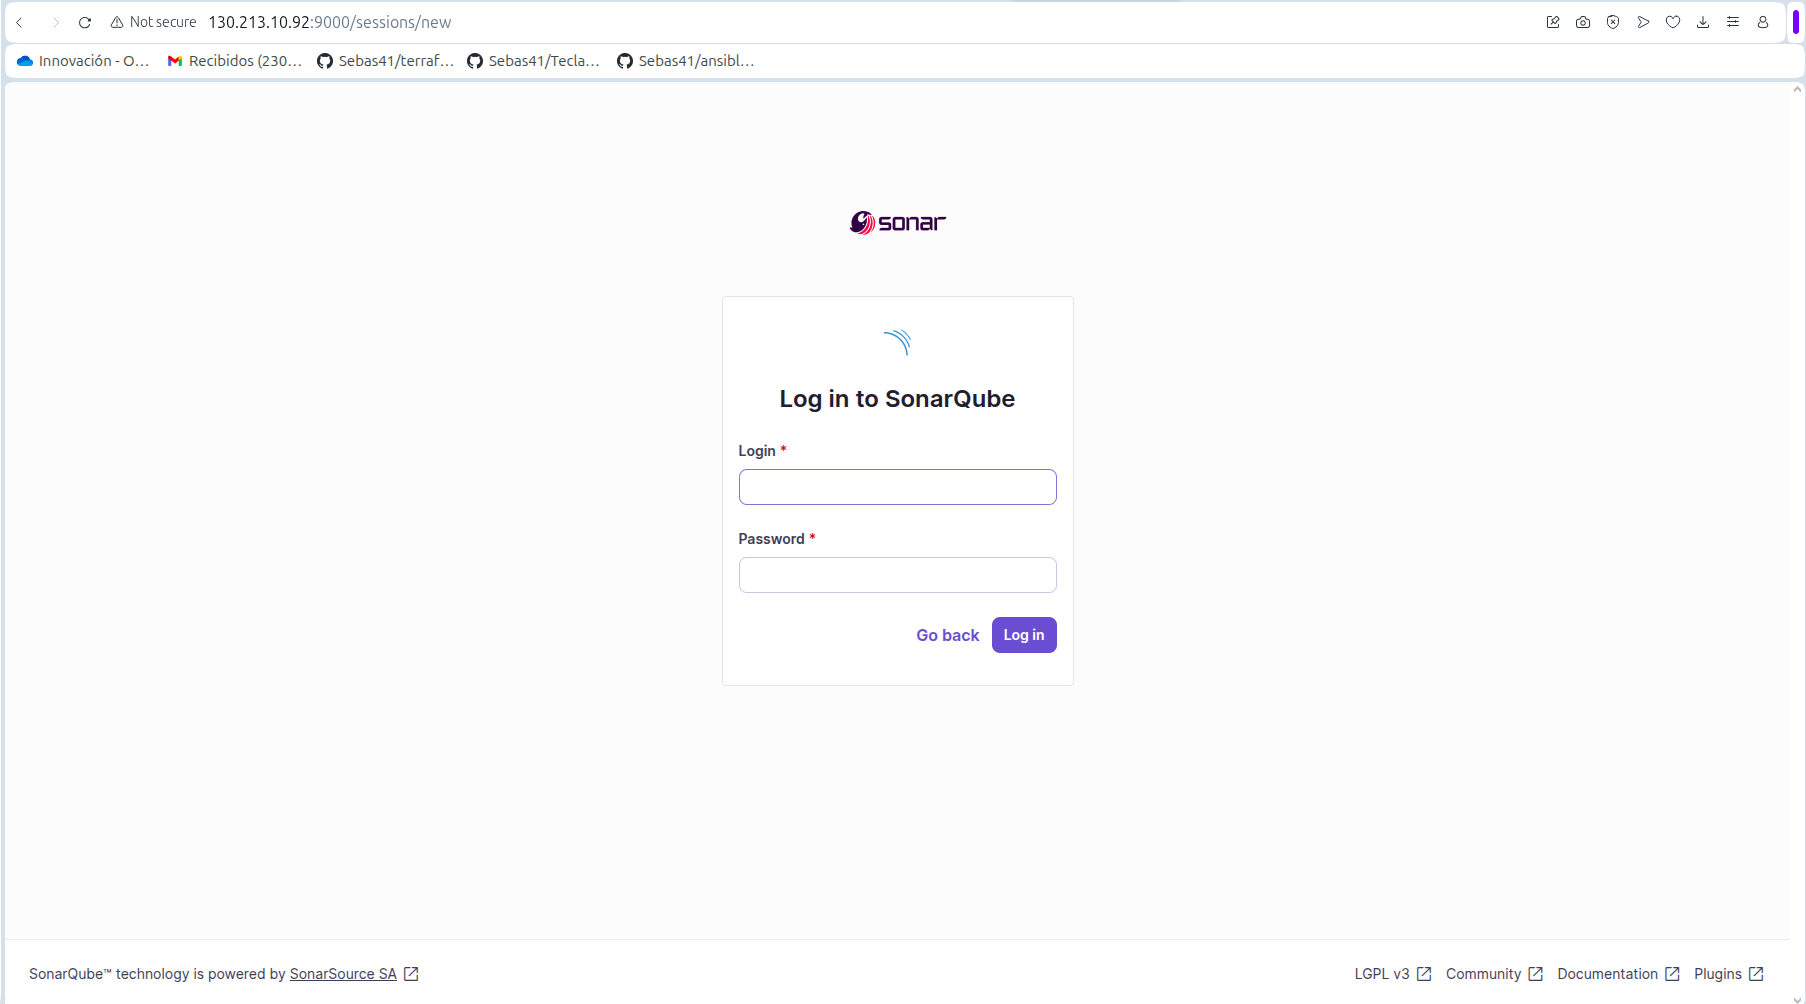 Not secure 130.213.10.92:9000/sessions/new
Innovación - O... Recibidos (230... Sebas41/terraf... Sebas41/Tecla... Sebas41/ansibl...
sonar
Log in to SonarQube
Login *
Password *
Go back Log in
SonarQube™ technology is powered by SonarSource SA LGPL v3 Community Documentation Plugins